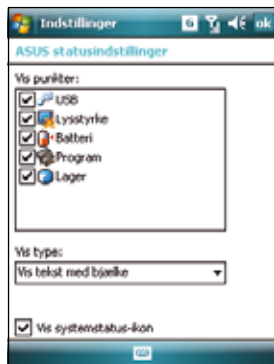 Indstillinger ok
ASUS statusindstillinger
Vis punkter:
USB
Lysstyrke
Batteri
Program
Lager
Vis type:
Vis tekst med bjælke
Vis systemstatus-ikon